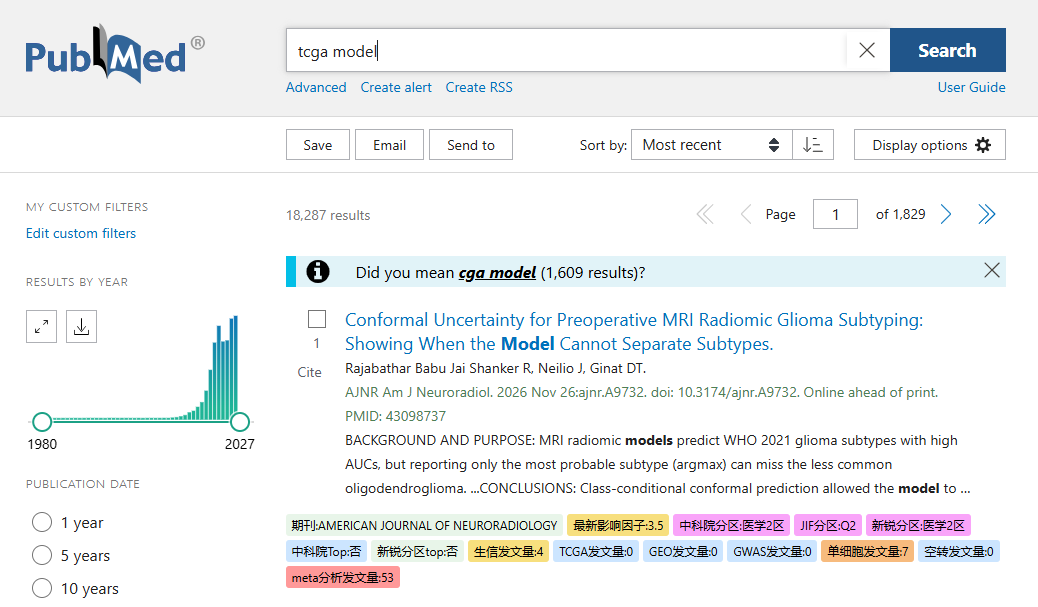 PubMed®
tcga model
Search
Advanced Create alert Create RSS
User Guide
Save Email Send to
Sort by: Most recent
Display options
MY CUSTOM FILTERS
Edit custom filters
18,287 results
Page 1 of 1,829
RESULTS BY YEAR
1980 2027
PUBLICATION DATE
1 year
5 years
10 years
Did you mean cga model (1,609 results)?
1
Cite
Conformal Uncertainty for Preoperative MRI Radiomic Glioma Subtyping:
Showing When the Model Cannot Separate Subtypes.
Rajabathar Babu Jai Shanker R, Neilio J, Ginat DT.
AJNR Am J Neuroradiol. 2026 Nov 26:ajnr.A9732. doi: 10.3174/ajnr.A9732. Online ahead of print.
PMID: 43098737
BACKGROUND AND PURPOSE: MRI radiomic models predict WHO 2021 glioma subtypes with high
AUCs, but reporting only the most probable subtype (argmax) can miss the less common
oligodendroglioma. ...CONCLUSIONS: Class-conditional conformal prediction allowed the model to ...
期刊:AMERICAN JOURNAL OF NEURORADIOLOGY 最新影响因子:3.5 中科院分区:医学2区 JIF分区:Q2 新锐分区:医学2区
中科院Top:否 新锐分区top:否 生信发文量:4 TCGA发文量:0 GEO发文量:0 GWAS发文量:0 单细胞发文量:7 空转发文量:0
meta分析发文量:53